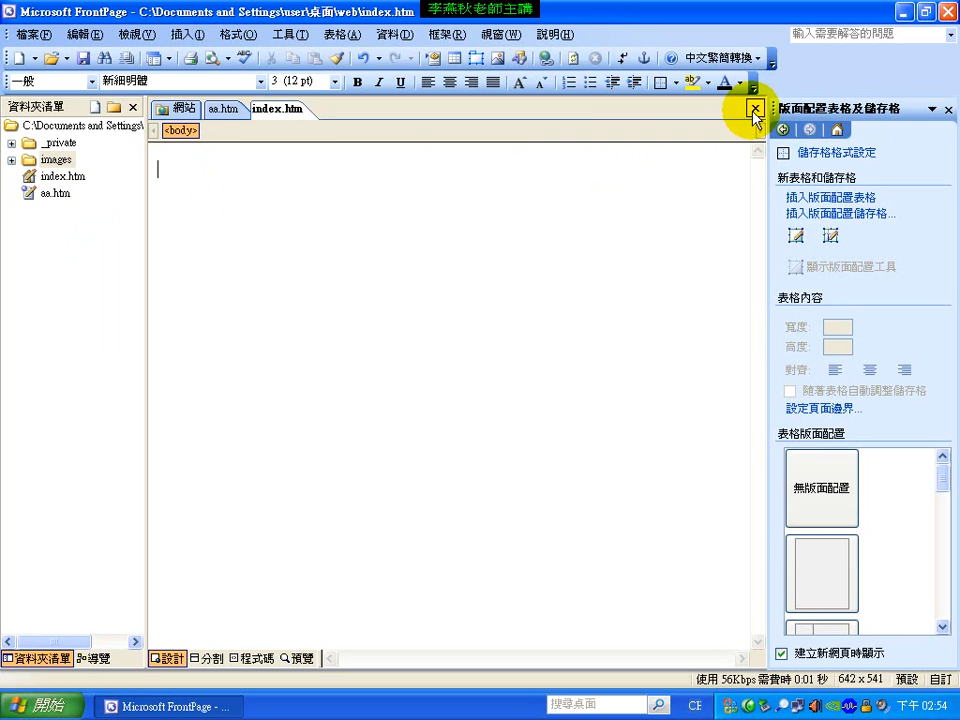 Microsoft FrontPage - C:\Documents and Settings\user\桌面\web\index.htm
李燕秋老師主講
檔案(F) 編輯(E) 檢視(V) 插入(I) 格式(O) 工具(T) 表格(A) 資料(D) 框架(R) 視窗(W) 說明(H)
輸入需要解答的問題
中文繁簡轉換
一般 新細明體 3 (12 pt) B I U
資料夾清單
網站 aa.htm index.htm
版面配置表格及儲存格
C:\Documents and Settings\
<body>
_private
images
index.htm
aa.htm
儲存格格式設定
新表格和儲存格
插入版面配置表格
插入版面配置儲存格...
顯示版面配置工具
表格內容
寬度:
高度:
對齊:
隨著表格自動調整儲存格
設定頁面邊界...
表格版面配置
無版面配置
建立新網頁時顯示
資料夾清單 導覽 設計 分割 程式碼 預覽
使用 56Kbps 需費時 0:01 秒 642 x 541 預設 自訂
開始 Microsoft FrontPage - ... 搜尋桌面 CE 下午 02:54